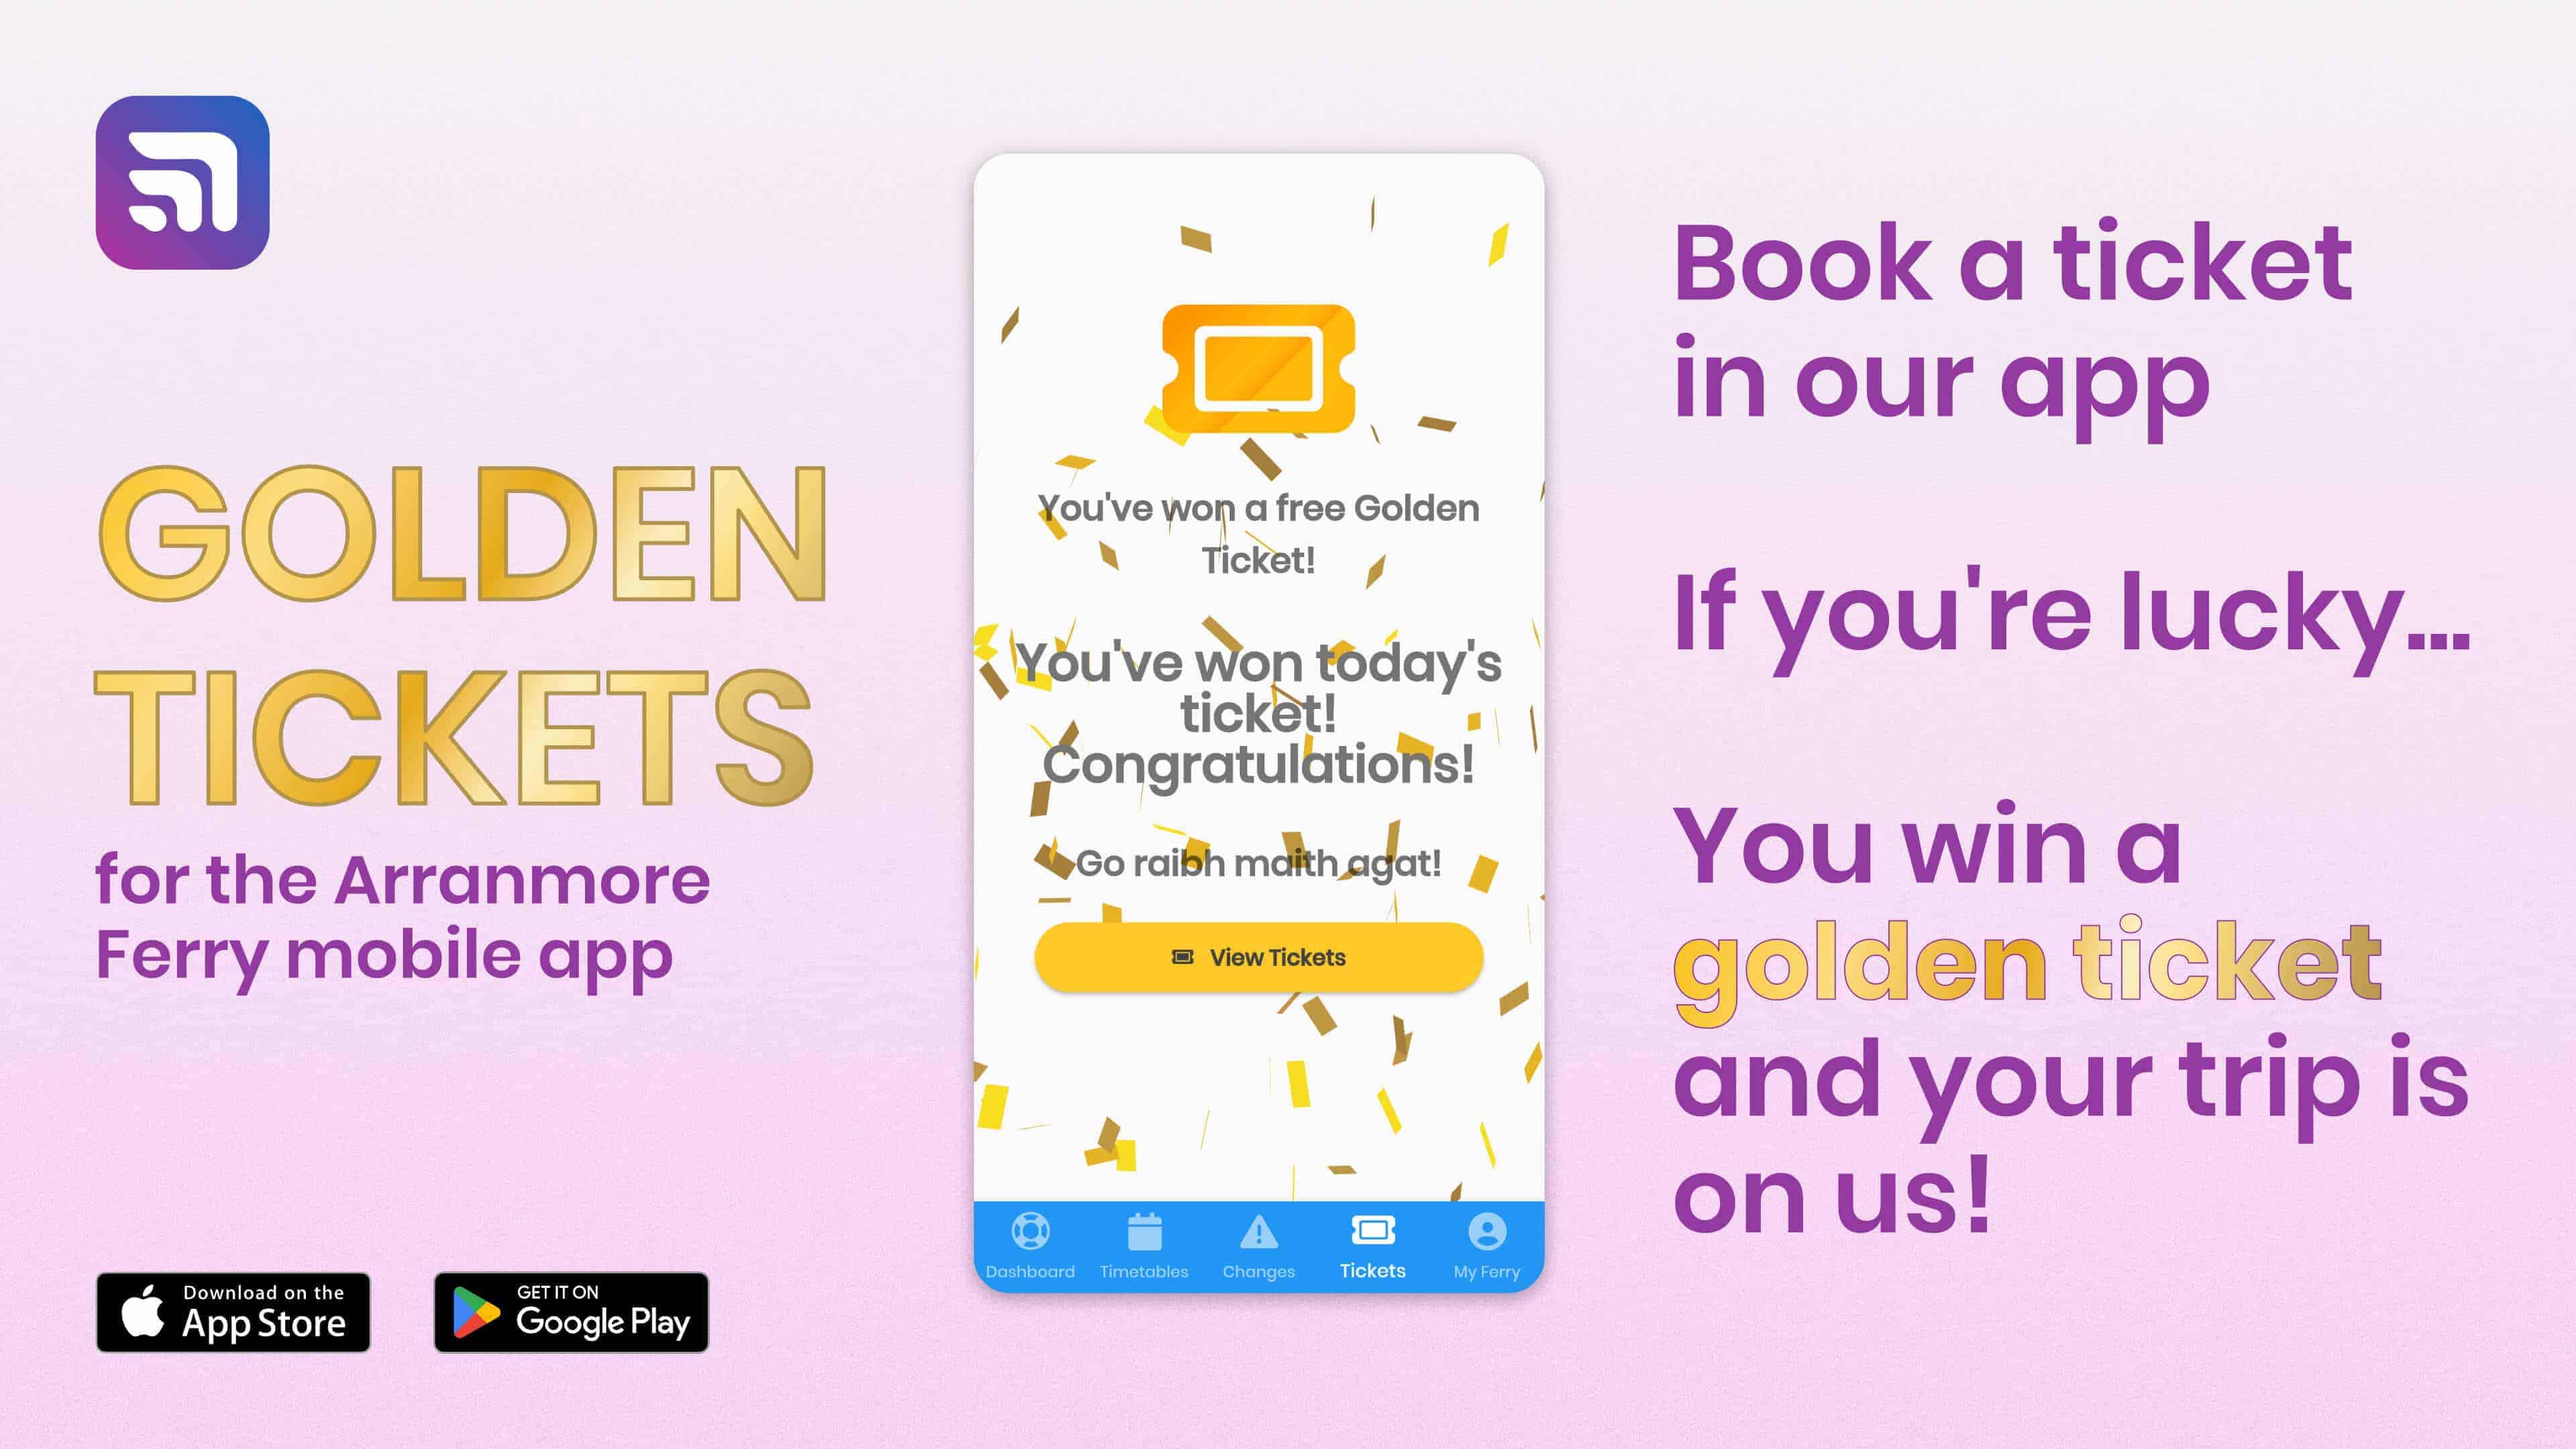 GOLDEN
TICKETS
for the Arranmore
Ferry mobile app
Download on the
App Store
GET IT ON
Google Play
You've won a free Golden
Ticket!
You've won today's
ticket!
Congratulations!
Go raibh maith agat!
View Tickets
Dashboard
Timetables
Changes
Tickets
My Ferry
Book a ticket
in our app
If you're lucky...
You win a
golden ticket
and your trip is
on us!